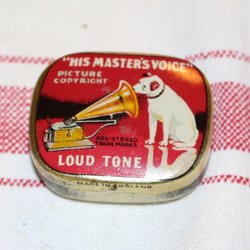 "HIS MASTER'S VOICE"
PICTURE
COPYRIGHT
REGISTERED
TRADE MARKS
LOUD TONE
MADE IN ENGLAND